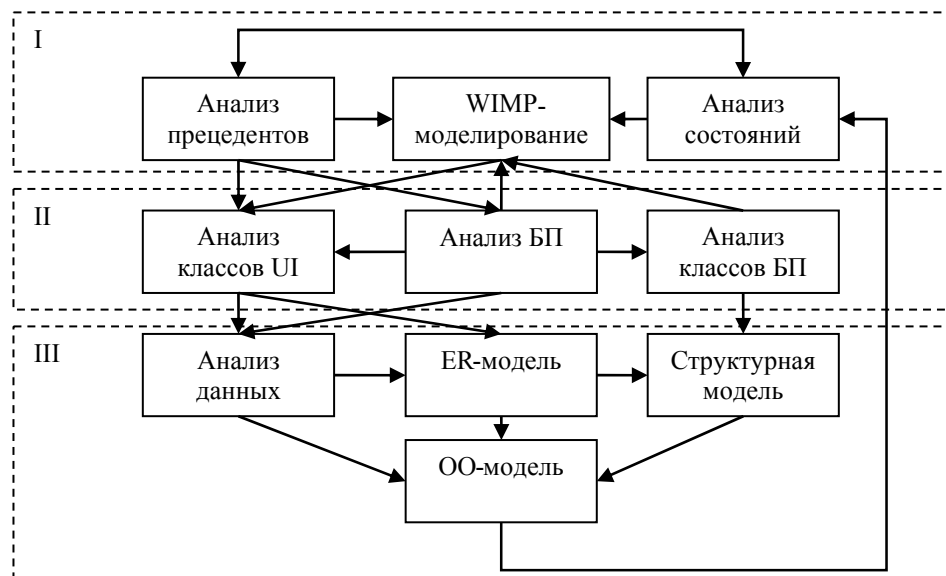 I
Анализ
прецедентов
WIMP-
моделирование
Анализ
состояний
II
Анализ
классов UI
Анализ БП
Анализ
классов БП
III
Анализ
данных
ER-модель
Структурная
модель
ОО-модель